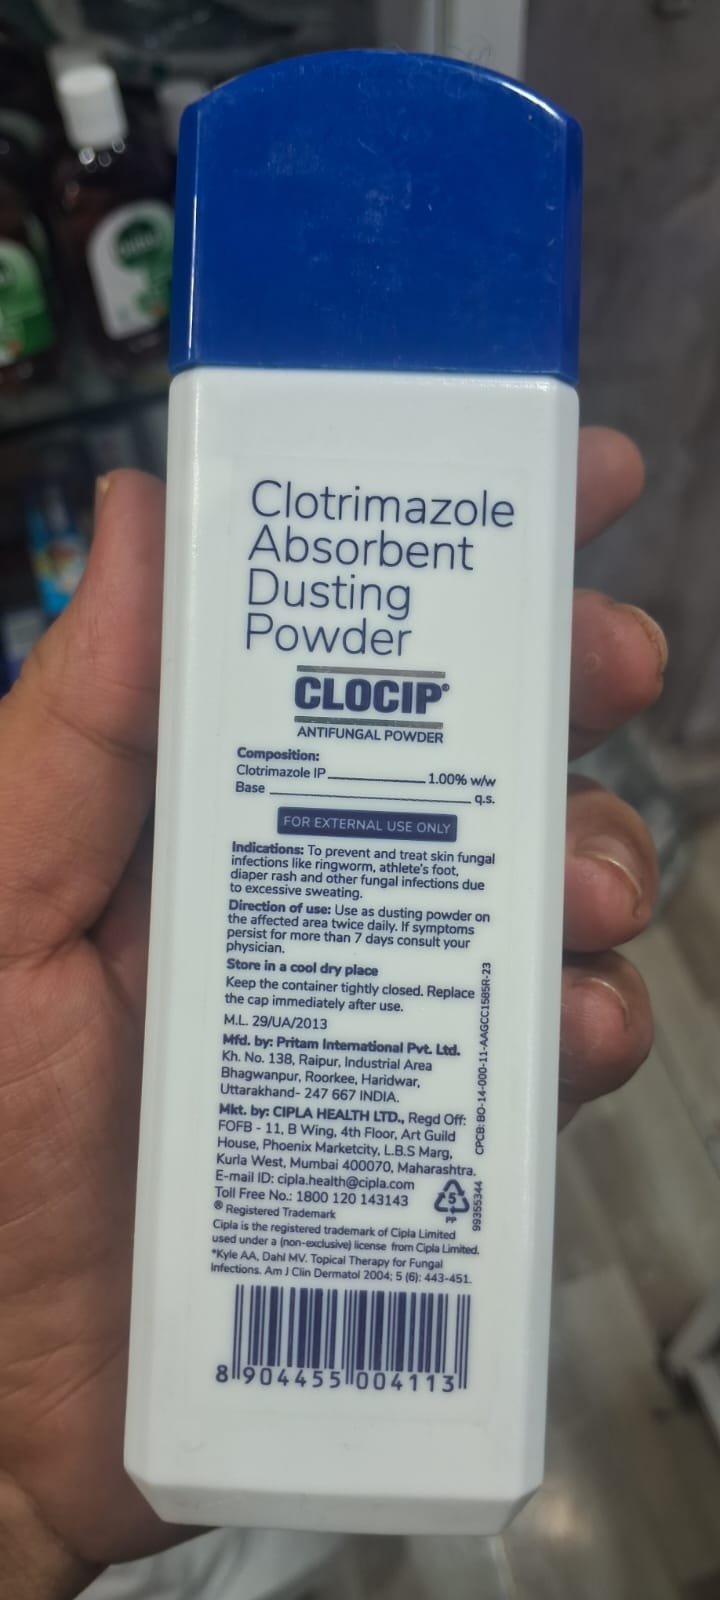 Clotrimazole
Absorbent
Dusting
Powder
CLOCIP®
ANTIFUNGAL POWDER
Composition:
Clotrimazole IP 1.00% w/w
Base q.s.
FOR EXTERNAL USE ONLY
Indications: To prevent and treat skin fungal
infections like ringworm, athlete's foot,
diaper rash and other fungal infections due
to excessive sweating.
Direction of use: Use as dusting powder on
the affected area twice daily. If symptoms
persist for more than 7 days consult your
physician.
Store in a cool dry place
Keep the container tightly closed. Replace
the cap immediately after use.
M.L. 29/UA/2013
Mfd. by: Pritam International Pvt. Ltd.
Kh. No. 138, Raipur, Industrial Area
Bhagwanpur, Roorkee, Haridwar,
Uttarakhand- 247 667 INDIA.
Mkt. by: CIPLA HEALTH LTD., Regd Off:
FOFB - 11, B Wing, 4th Floor, Art Guild
House, Phoenix Marketcity, L.B.S Marg,
Kurla West, Mumbai 400070, Maharashtra.
E-mail ID: cipla.health@cipla.com
Toll Free No.: 1800 120 143143
® Registered Trademark
Cipla is the registered trademark of Cipla Limited
used under a (non-exclusive) license from Cipla Limited.
*Kyle AA, Dahl MV. Topical Therapy for Fungal
Infections. Am J Clin Dermatol 2004; 5 (6): 443-451.
5
PP
CPCB: BO-14-000-11-AAGCC1585R-23
99355344
8 904455 004113